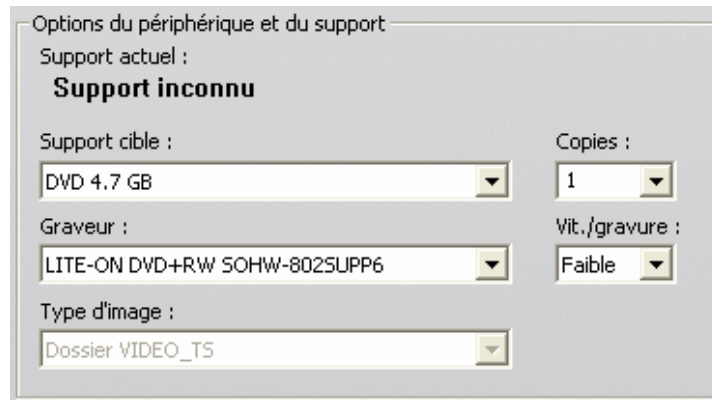 Options du périphérique et du support
Support actuel :
Support inconnu
Support cible :
Copies :
DVD 4.7 GB
1
Graveur :
Vit./gravure :
LITE-ON DVD+RW SOHW-802SUPP6
Faible
Type d'image :
Dossier VIDEO_TS